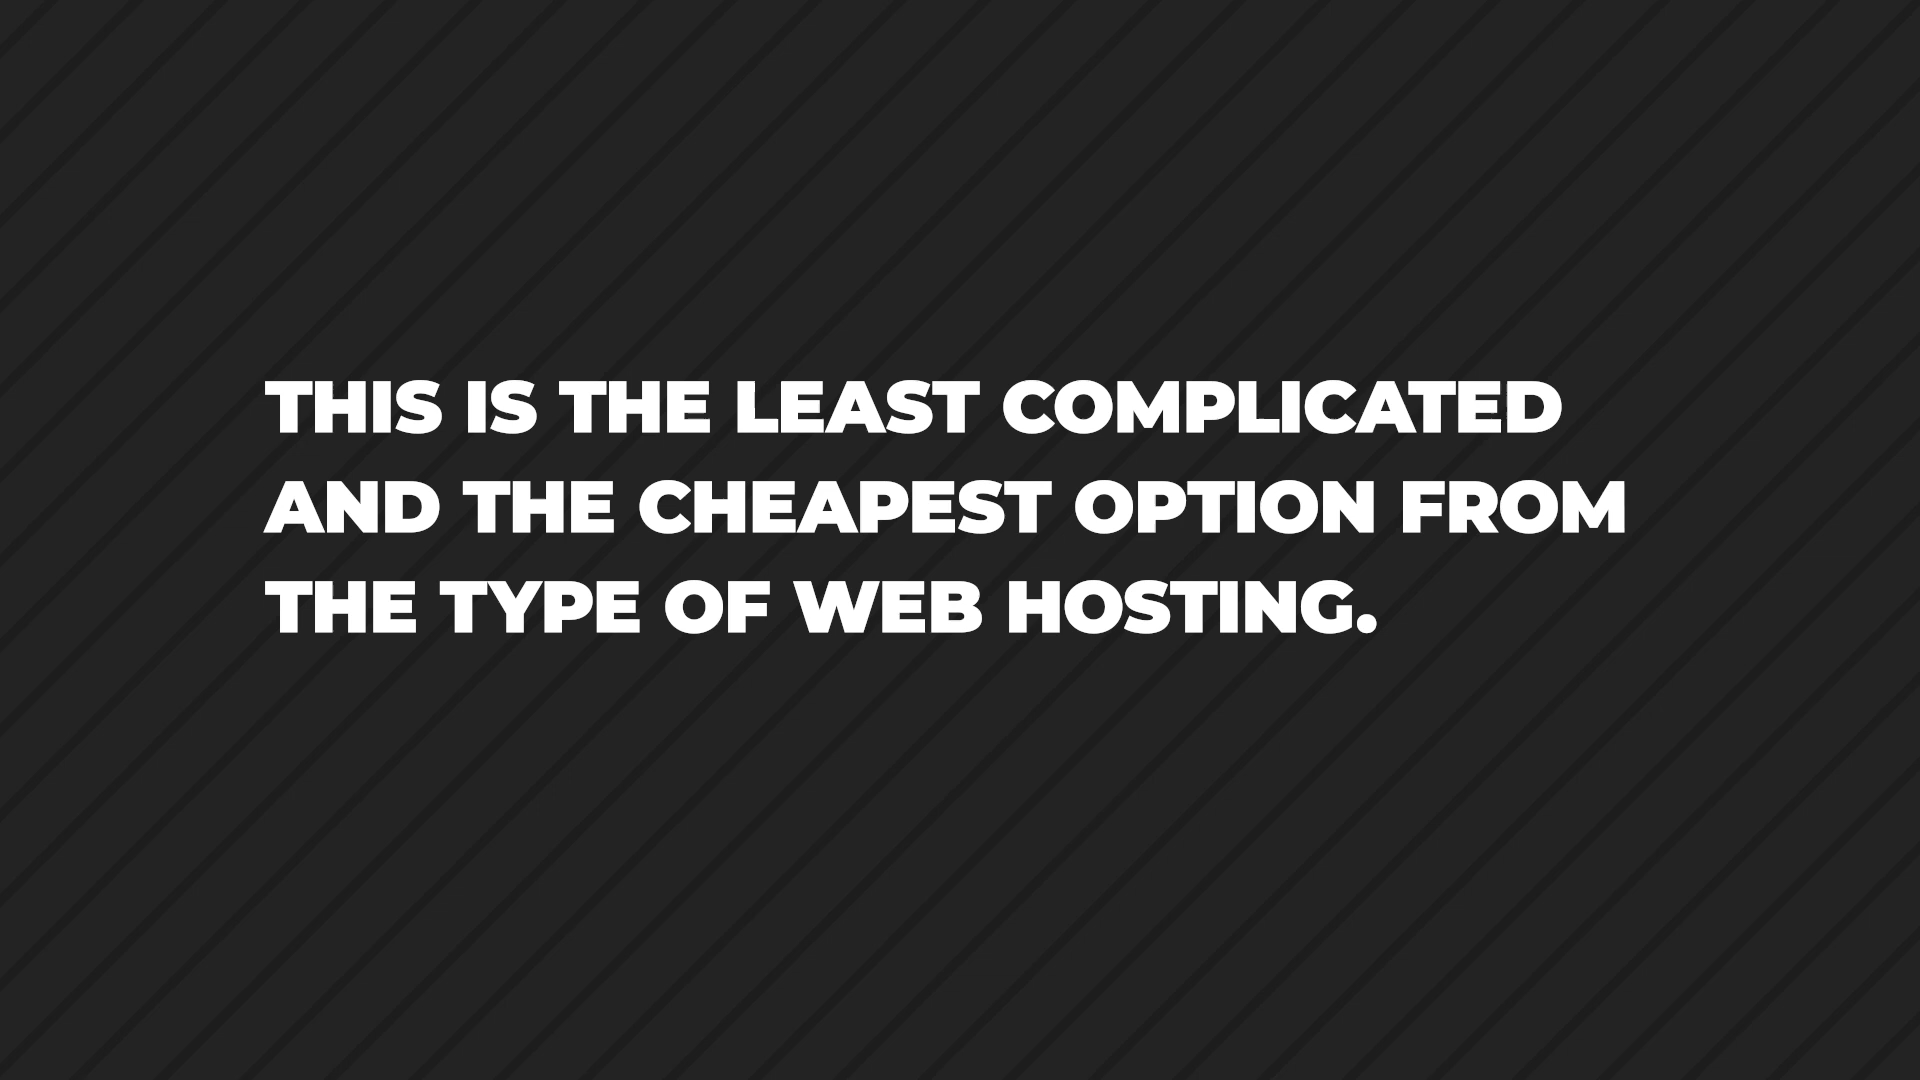 THIS IS THE LEAST COMPLICATED
AND THE CHEAPEST OPTION FROM
THE TYPE OF WEB HOSTING.